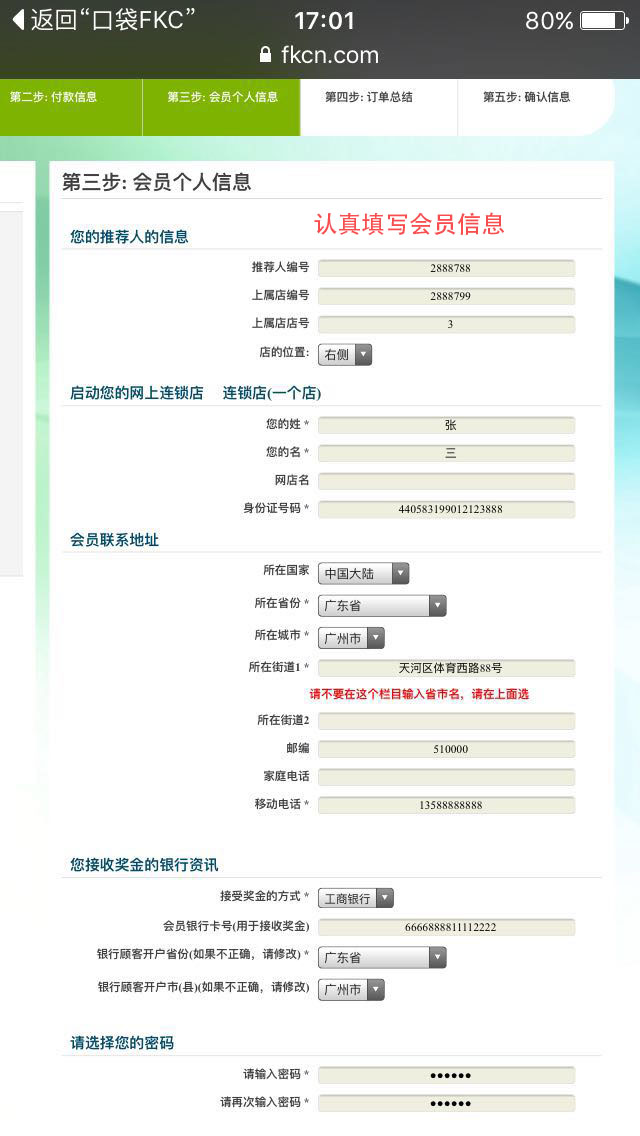 返回“口袋FKC” 17:01 80%
fkcn.com
第二步: 付款信息 第三步: 会员个人信息 第四步: 订单总结 第五步: 确认信息
第三步: 会员个人信息
认真填写会员信息
您的推荐人的信息
推荐人编号 2888788
上属店编号 2888799
上属店店号 3
店的位置: 右侧
启动您的网上连锁店 连锁店(一个店)
您的姓 * 张
您的名 * 三
网店名
身份证号码 * 440583199012123888
会员联系地址
所在国家 中国大陆
所在省份 * 广东省
所在城市 * 广州市
所在街道1 * 天河区体育西路88号
请不要在这个栏目输入省市名，请在上面选
所在街道2
邮编 510000
家庭电话
移动电话 * 13588888888
您接收奖金的银行资讯
接受奖金的方式 * 工商银行
会员银行卡号(用于接收奖金) 6666888811112222
银行顾客开户省份(如果不正确，请修改) * 广东省
银行顾客开户市(县)(如果不正确，请修改) 广州市
请选择您的密码
请输入密码 * ●●●●●●
请再次输入密码 * ●●●●●●